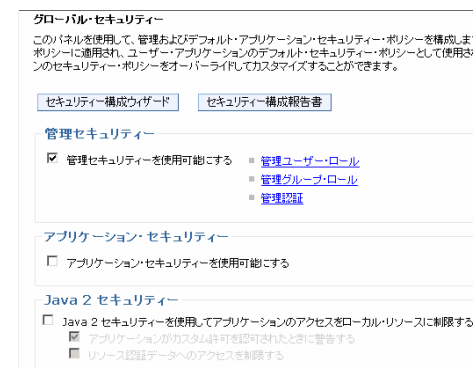 グローバル・セキュリティー
このパネルを使用して、管理およびデフォルト・アプリケーション・セキュリティー・ポリシーを構成しま
ポリシーに適用され、ユーザー・アプリケーションのデフォルト・セキュリティー・ポリシーとして使用さ
ンのセキュリティー・ポリシーをオーバーライドしてカスタマイズすることができます。
セキュリティー構成ウィザード セキュリティー構成報告書
管理セキュリティー
管理セキュリティーを使用可能にする 管理ユーザー・ロール
管理グループ・ロール
管理認証
アプリケーション・セキュリティー
アプリケーション・セキュリティーを使用可能にする
Java 2 セキュリティー
Java 2 セキュリティーを使用してアプリケーションのアクセスをローカル・リソースに制限する
アプリケーションがカスタム許可を認可されたときに警告する
リソース認証データへのアクセスを制限する